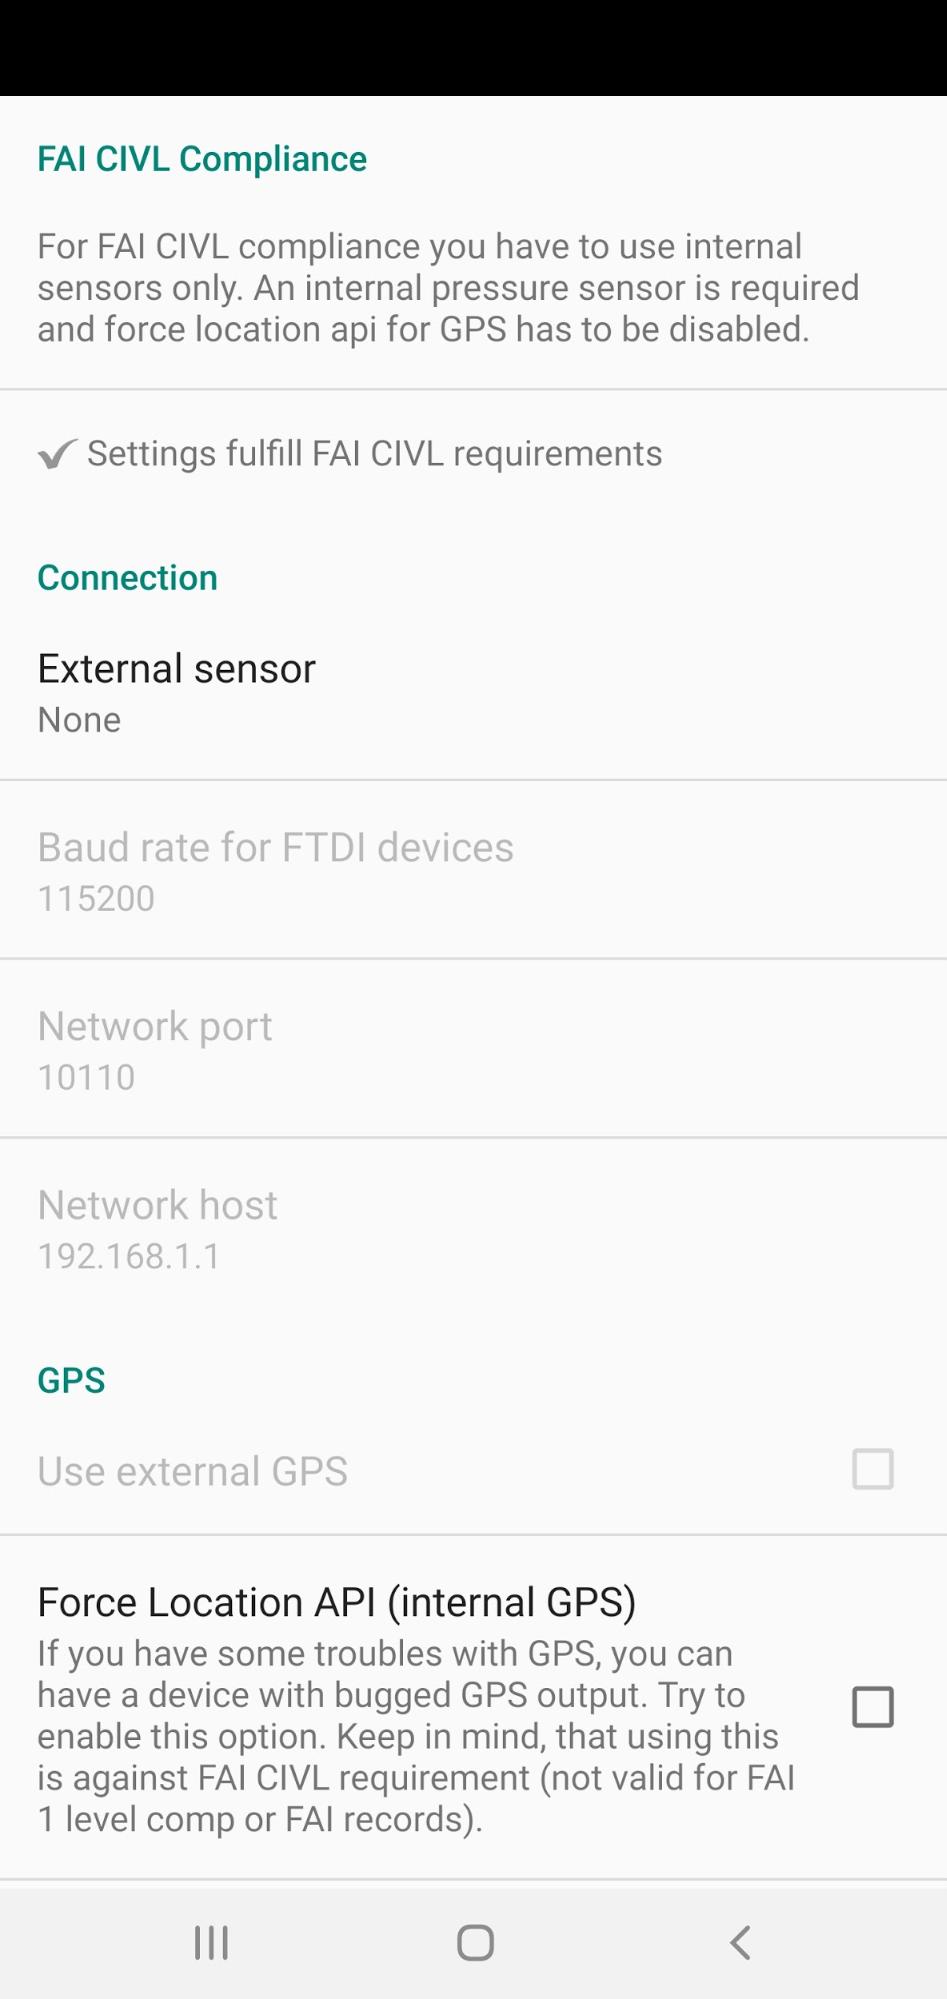 FAI CIVL Compliance
For FAI CIVL compliance you have to use internal
sensors only. An internal pressure sensor is required
and force location api for GPS has to be disabled.
Settings fulfill FAI CIVL requirements
Connection
External sensor
None
Baud rate for FTDI devices
115200
Network port
10110
Network host
192.168.1.1
GPS
Use external GPS
Force Location API (internal GPS)
If you have some troubles with GPS, you can
have a device with bugged GPS output. Try to
enable this option. Keep in mind, that using this
is against FAI CIVL requirement (not valid for FAI
1 level comp or FAI records).